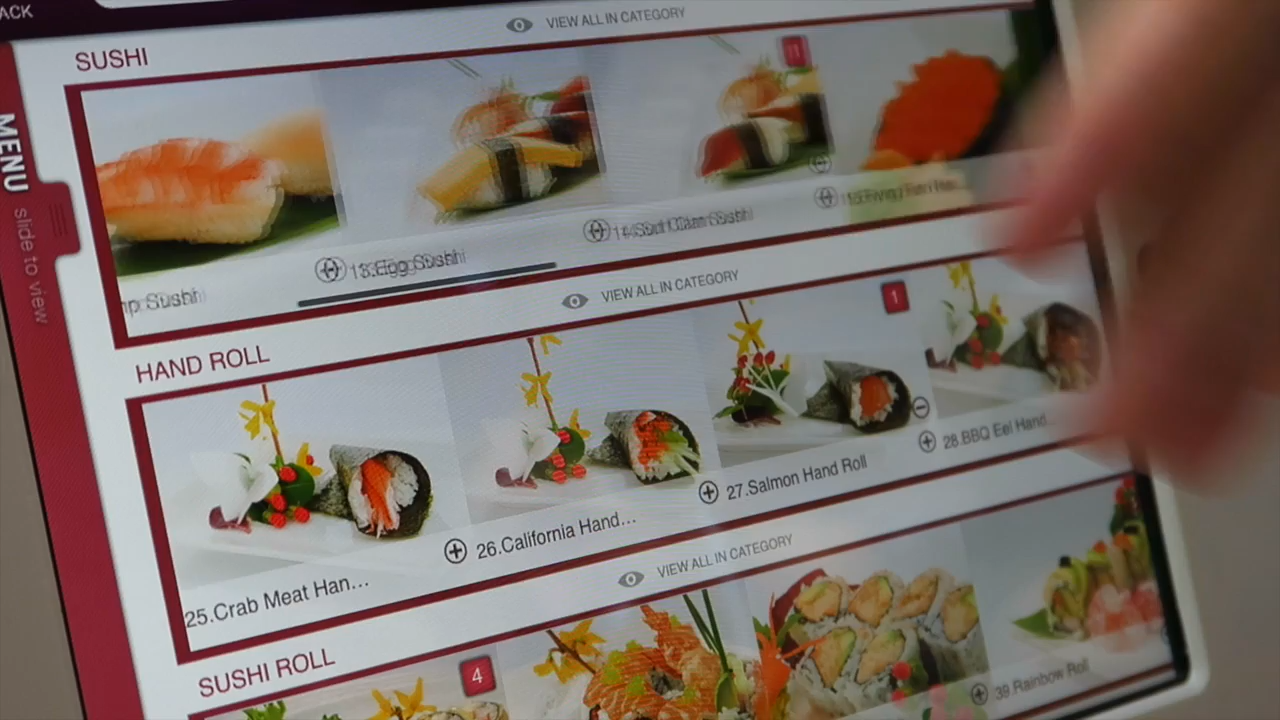 ACK
VIEW ALL IN CATEGORY
SUSHI
MENU
slide to view
1
Sushi
13.Egg Sushi
VIEW ALL IN CATEGORY
HAND ROLL
1
25.Crab Meat Han...
26.California Hand...
27.Salmon Hand Roll
28.BBQ Eel Hand...
VIEW ALL IN CATEGORY
SUSHI ROLL
4
39.Rainbow Roll